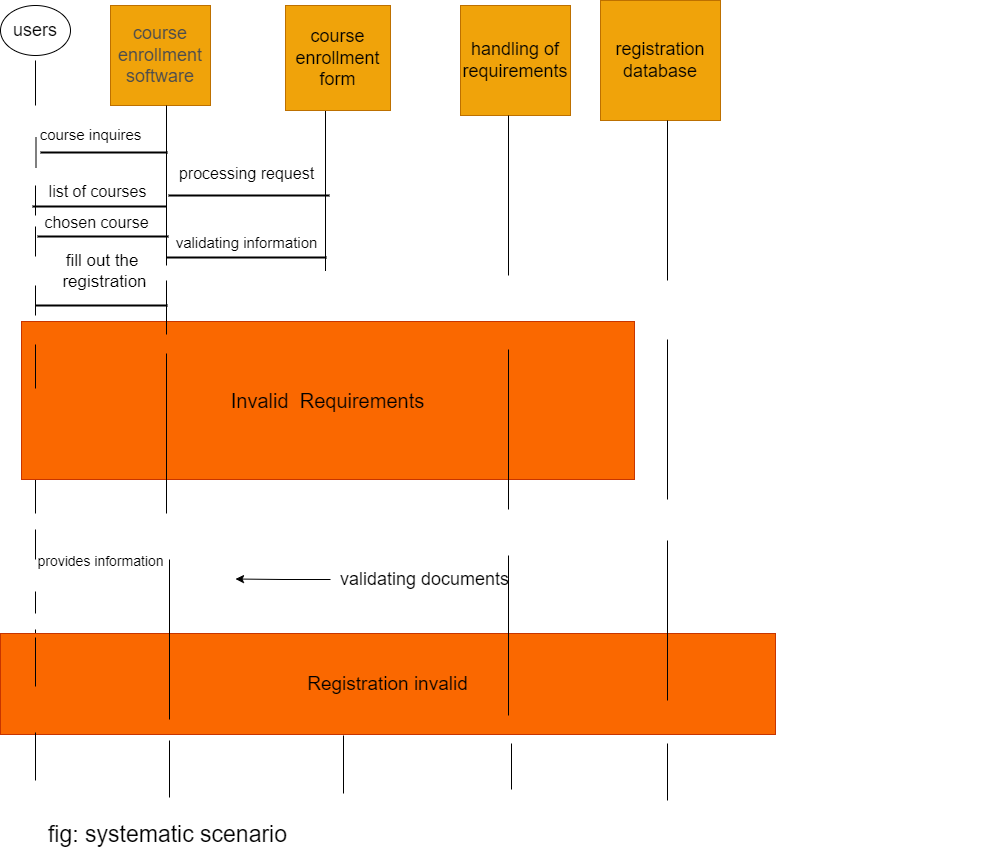 users
course
enrollment
software
course
enrollment
form
handling of
requirements
registration
database
course inquires
processing request
list of courses
chosen course
validating information
fill out the
registration
Invalid  Requirements
provides information
validating documents
Registration invalid
fig: systematic scenario